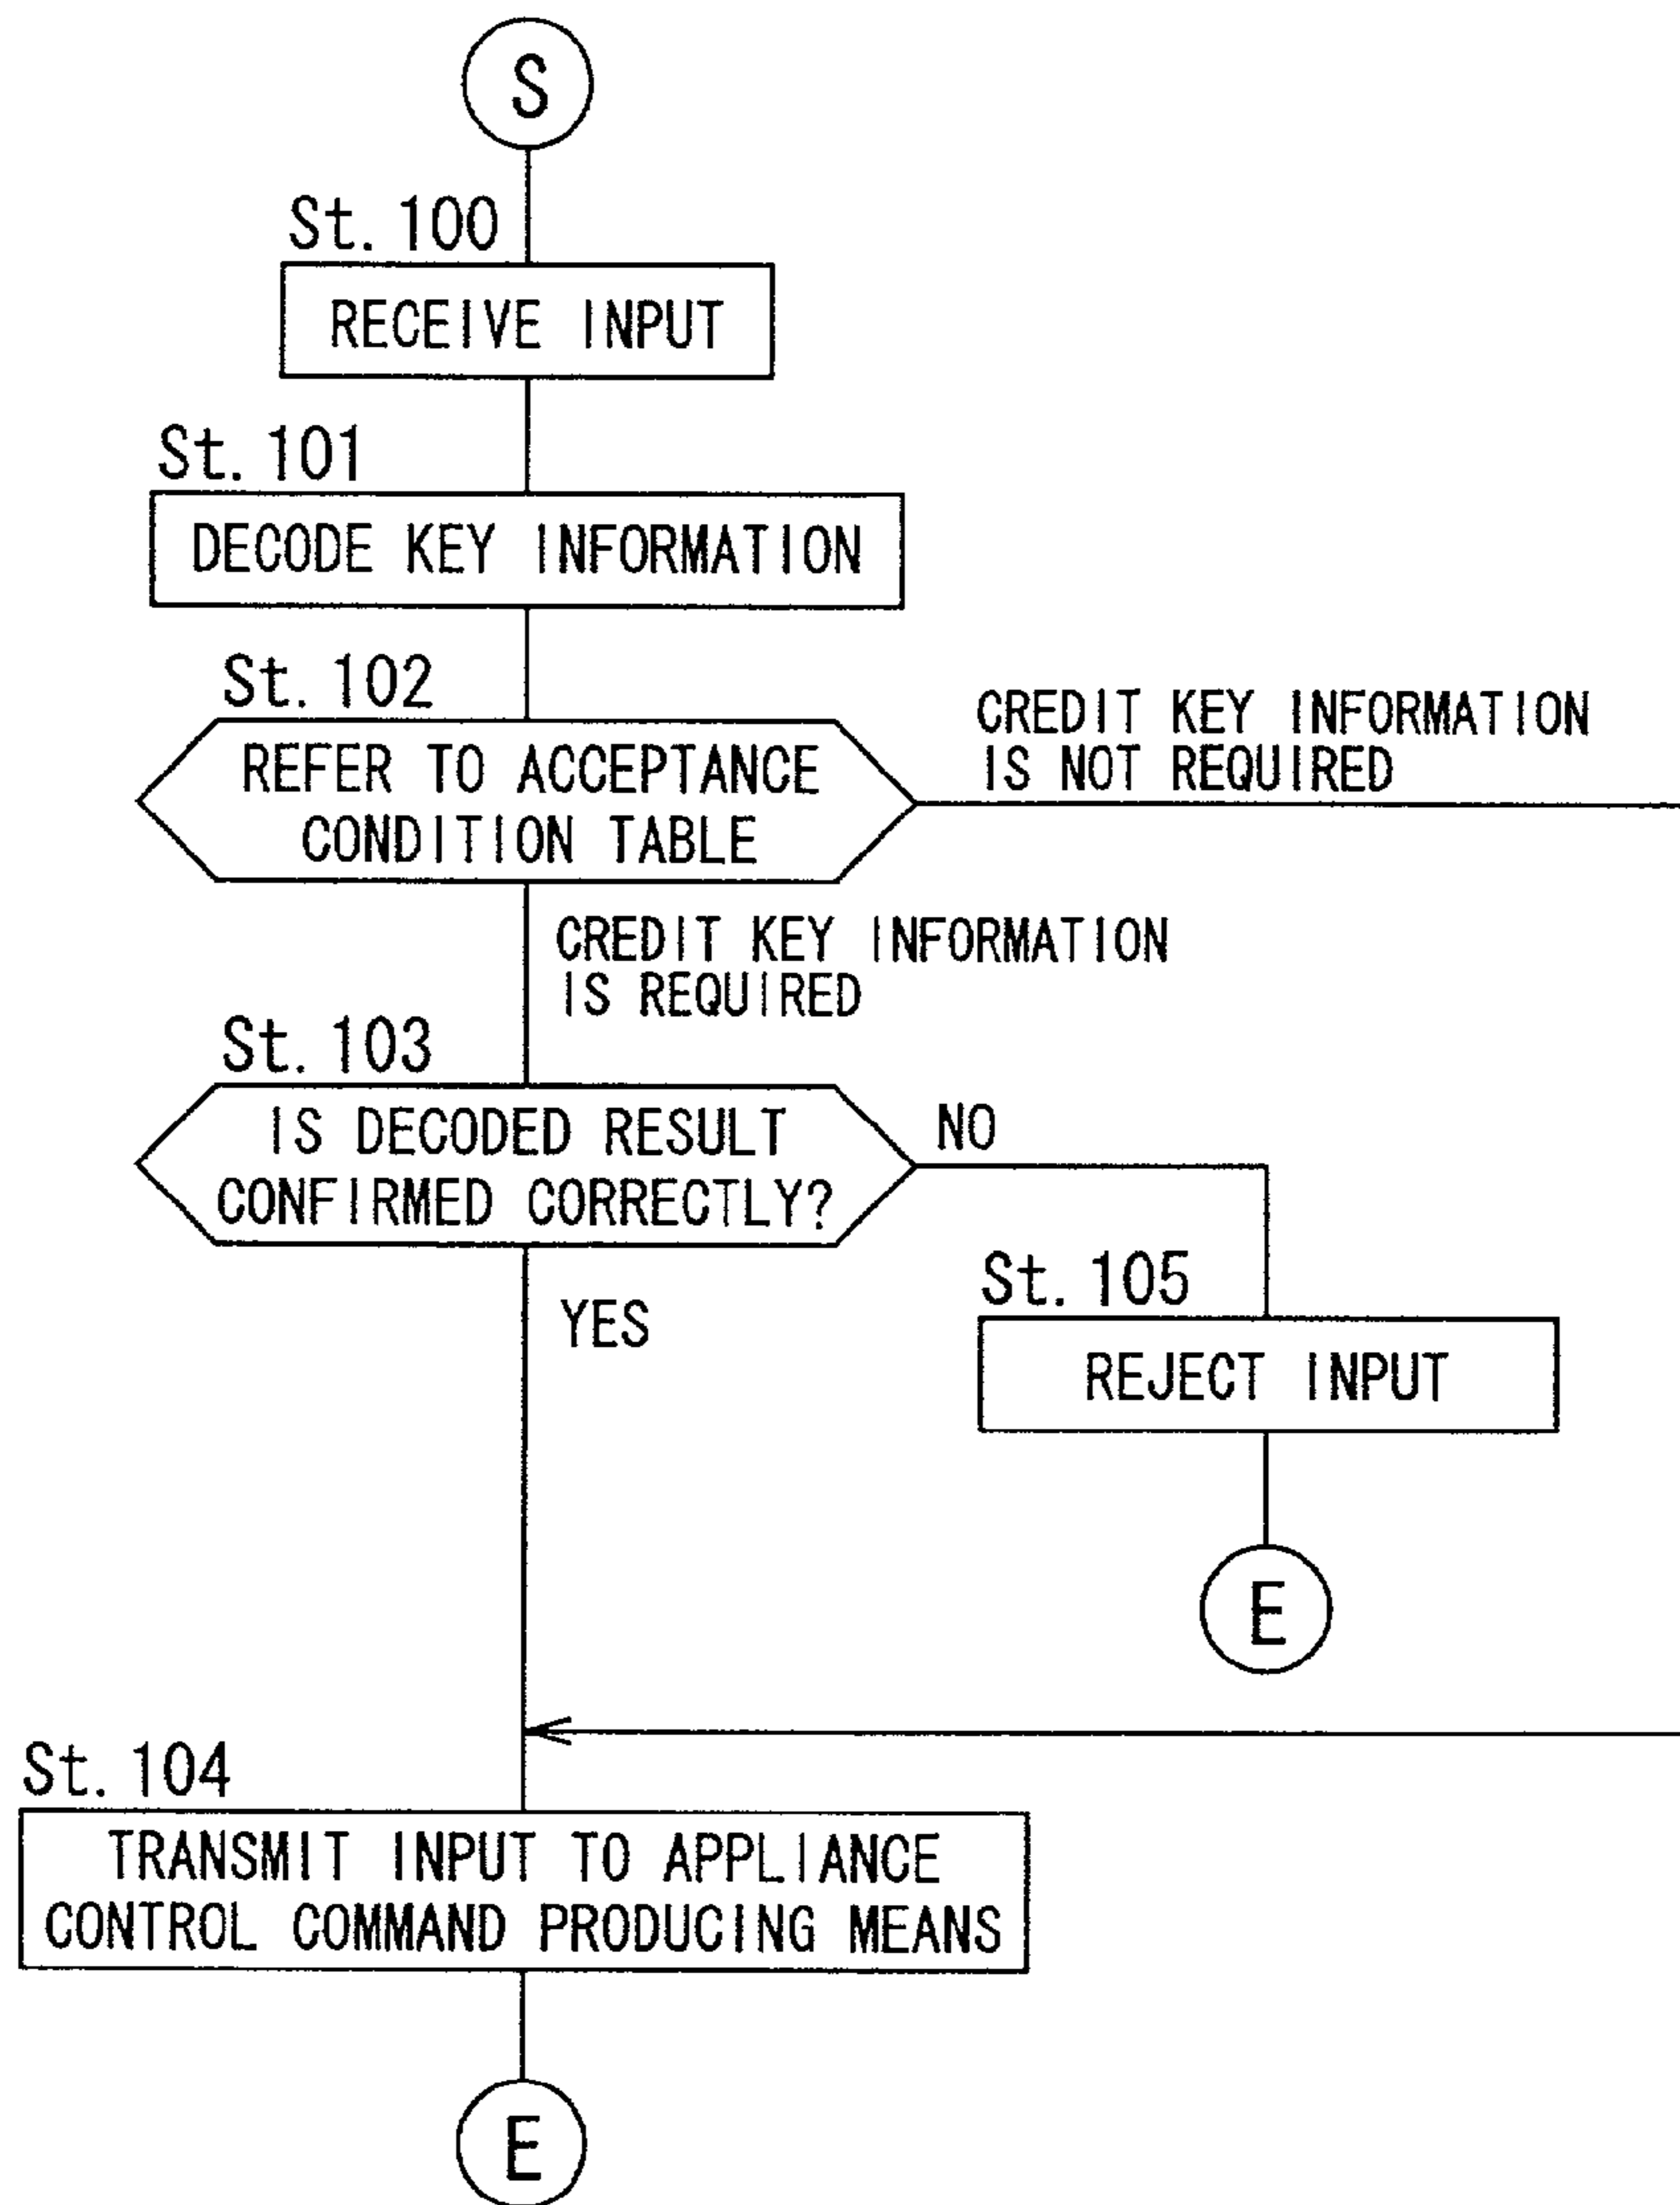 S
St. 100
RECEIVE INPUT
St. 101
DECODE KEY INFORMATION
St. 102
REFER TO ACCEPTANCE
CONDITION TABLE
CREDIT KEY INFORMATION
IS NOT REQUIRED
CREDIT KEY INFORMATION
IS REQUIRED
St. 103
IS DECODED RESULT
CONFIRMED CORRECTLY?
NO
YES
St. 105
REJECT INPUT
E
St. 104
TRANSMIT INPUT TO APPLIANCE
CONTROL COMMAND PRODUCING MEANS
E